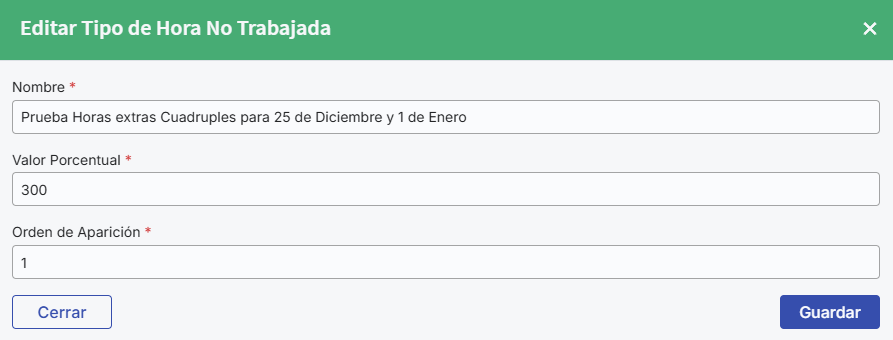 Editar Tipo de Hora No Trabajada
×
Nombre *
Prueba Horas extras Cuadruples para 25 de Diciembre y 1 de Enero
Valor Porcentual *
300
Orden de Aparición *
1
Cerrar
Guardar